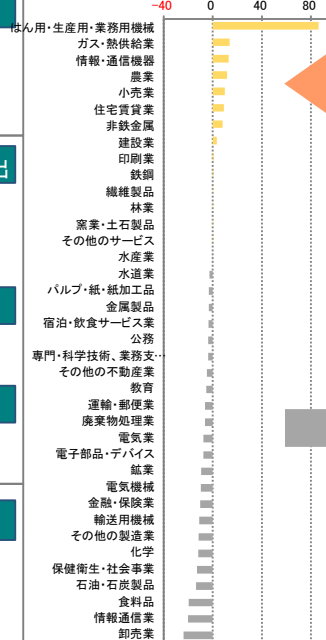 −40 0 40 80
はん用・生産用・業務用機械
ガス・熱供給業
情報・通信機器
農業
小売業
住宅賃貸業
非鉄金属
建設業
印刷業
出
鉄鋼
繊維製品
林業
窯業・土石製品
その他のサービス
水産業
水道業
パルプ・紙・紙加工品
金属製品
宿泊・飲食サービス業
公務
専門・科学技術、業務支…
その他の不動産業
教育
運輸・郵便業
廃棄物処理業
電気業
電子部品・デバイス
鉱業
電気機械
金融・保険業
輸送用機械
その他の製造業
化学
保健衛生・社会事業
石油・石炭製品
食料品
情報通信業
卸売業